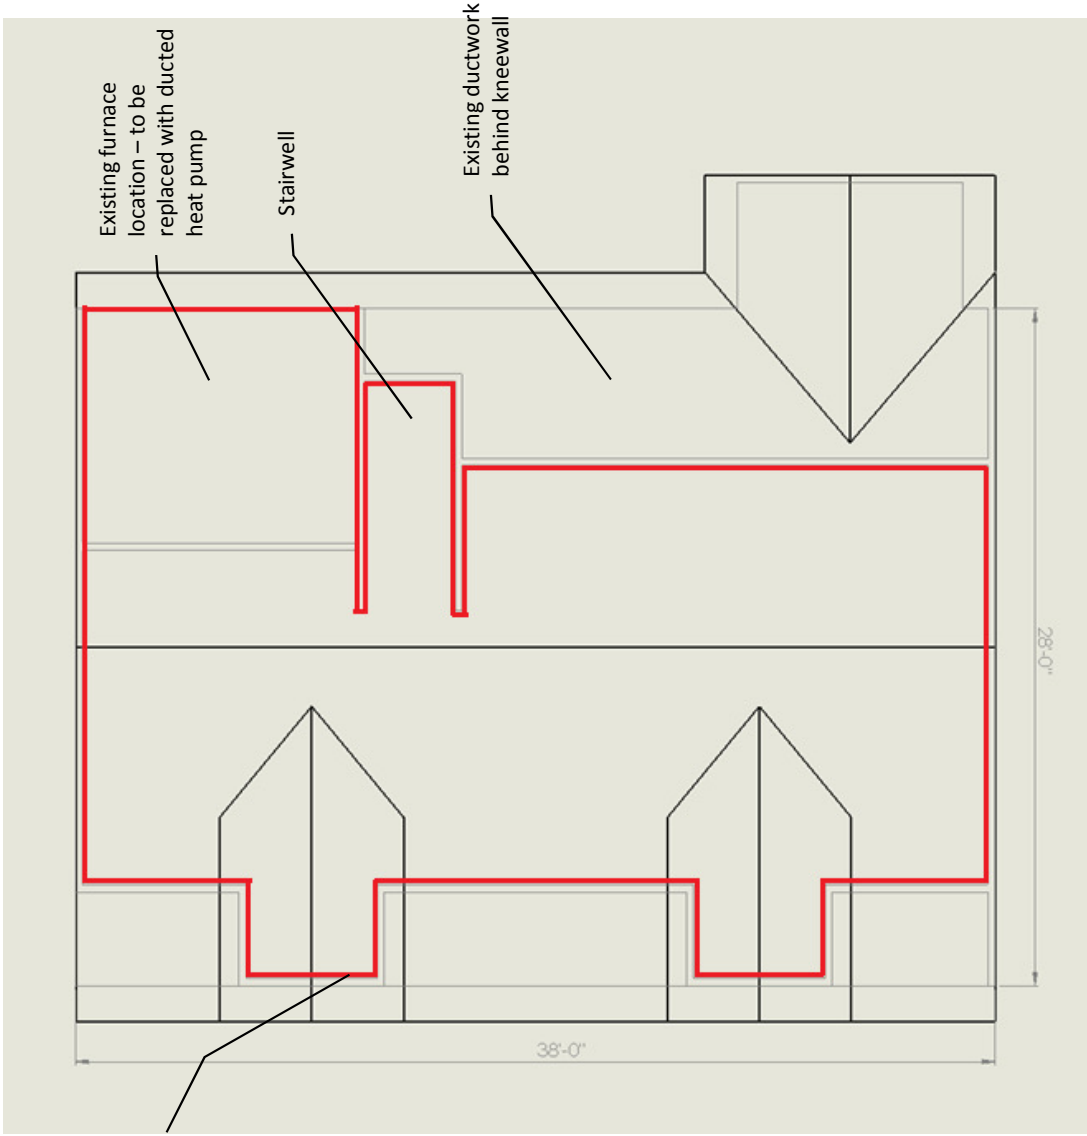 Existing furnace
location – to be
replaced with ducted
heat pump
Stairwell
Existing ductwork
behind kneewall
28'-0"
38'-0"